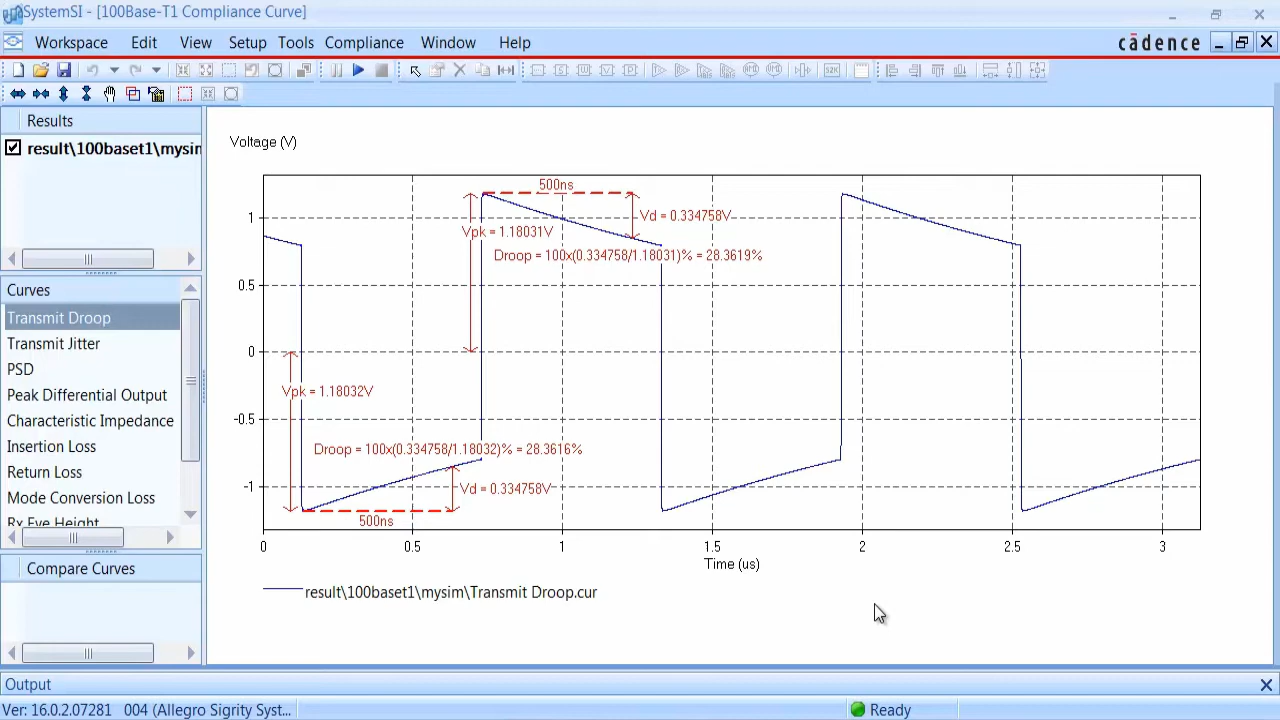 SystemSI - [100Base-T1 Compliance Curve]
Workspace Edit View Setup Tools Compliance Window Help
cādence
Results
result\100baset1\mysin
Curves
Transmit Droop
Transmit Jitter
PSD
Peak Differential Output
Characteristic Impedance
Insertion Loss
Return Loss
Mode Conversion Loss
Rx Eye Height
Compare Curves
Voltage (V)
500ns
Vd = 0.334758V
Vpk = 1.18031V
Droop = 100x(0.334758/1.18031)% = 28.3619%
Vpk = 1.18032V
Droop = 100x(0.334758/1.18032)% = 28.3616%
Vd = 0.334758V
500ns
1
0.5
0
-0.5
-1
0 0.5 1 1.5 2 2.5 3
Time (us)
result\100baset1\mysim\Transmit Droop.cur
Output
Ver: 16.0.2.07281 004 (Allegro Sigrity Syst...
Ready